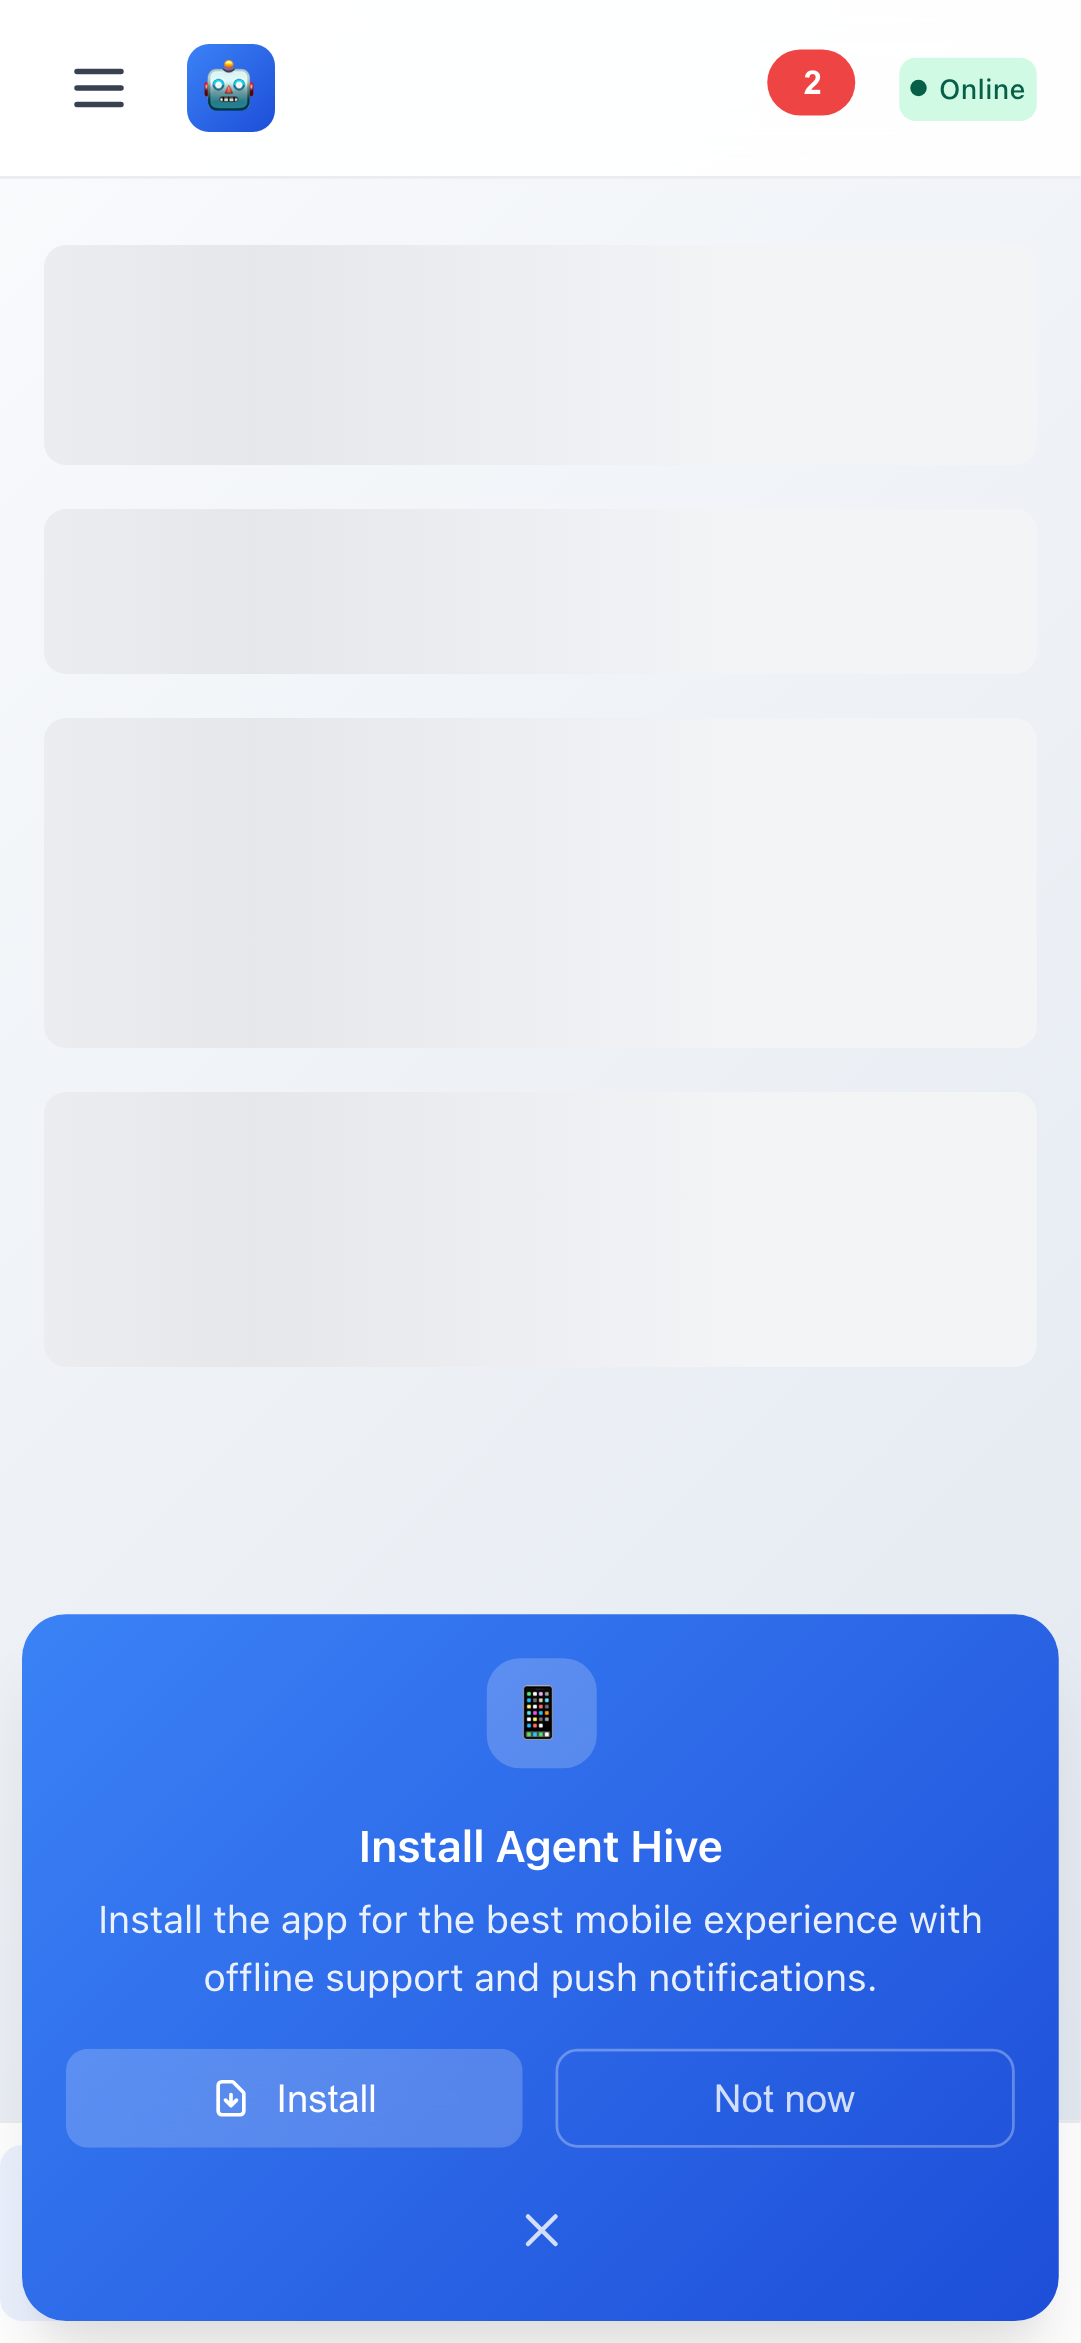 2
Online
Install Agent Hive
Install the app for the best mobile experience with
offline support and push notifications.
Install
Not now